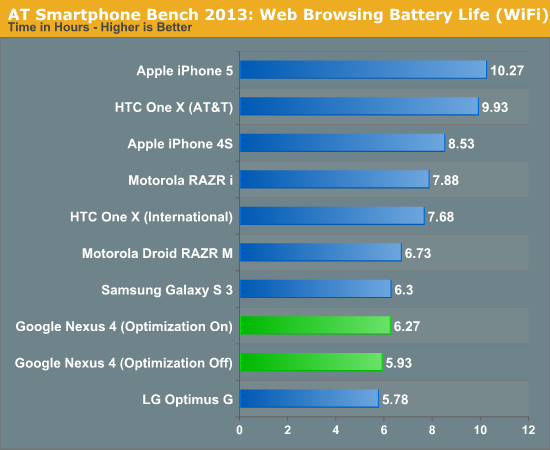 AT Smartphone Bench 2013: Web Browsing Battery Life (WiFi)
Time in Hours - Higher is Better
Apple iPhone 5 10.27
HTC One X (AT&T) 9.93
Apple iPhone 4S 8.53
Motorola RAZR i 7.88
HTC One X (International) 7.68
Motorola Droid RAZR M 6.73
Samsung Galaxy S 3 6.3
Google Nexus 4 (Optimization On) 6.27
Google Nexus 4 (Optimization Off) 5.93
LG Optimus G 5.78
0 2 4 6 8 10 12